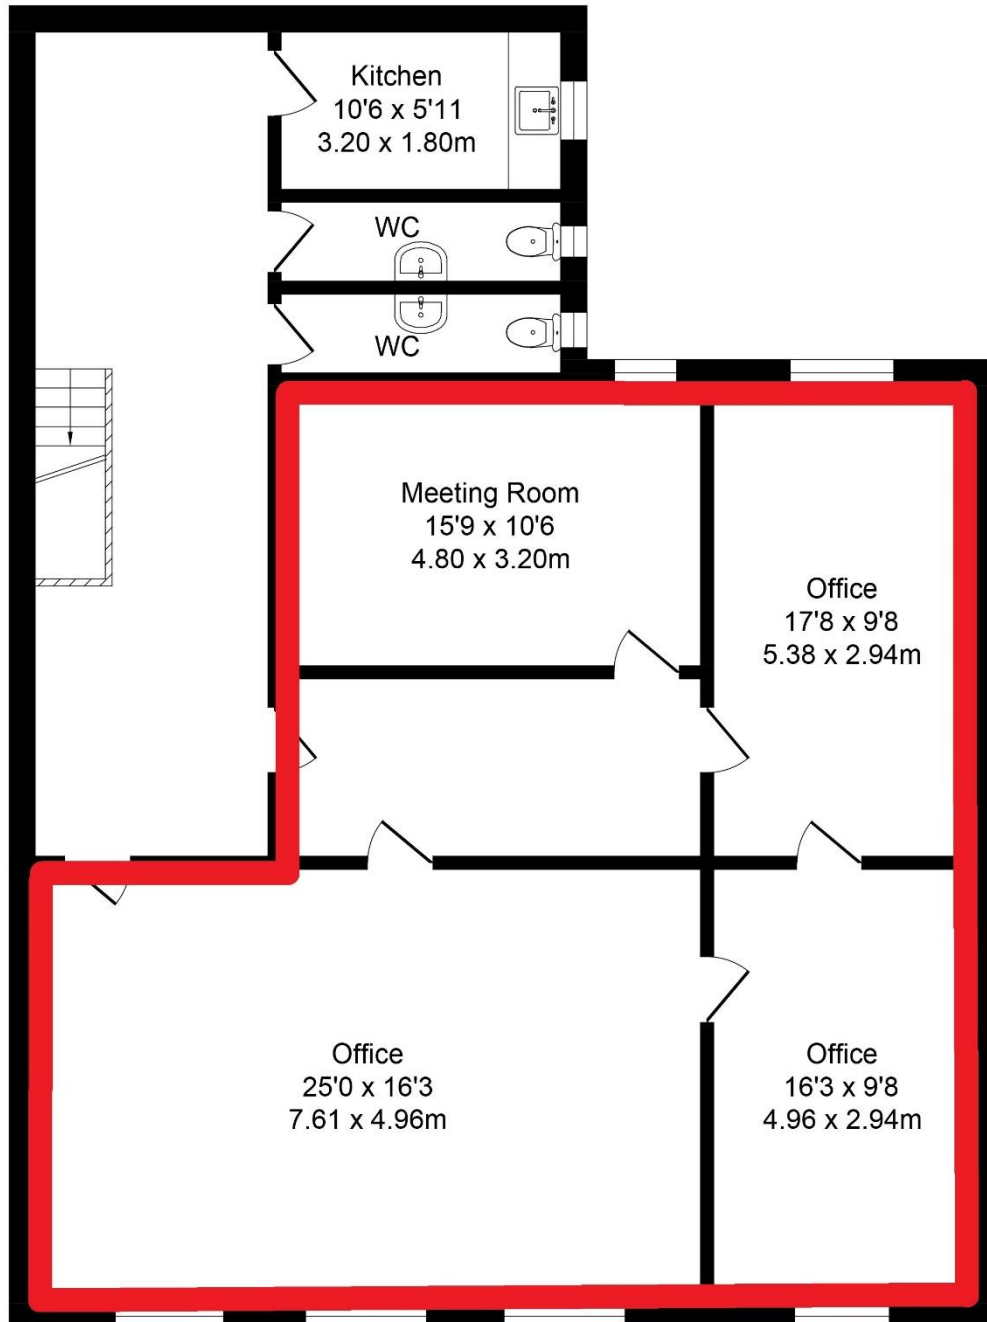 Kitchen
10'6 x 5'11
3.20 x 1.80m
WC
WC
Meeting Room
15'9 x 10'6
4.80 x 3.20m
Office
17'8 x 9'8
5.38 x 2.94m
Office
25'0 x 16'3
7.61 x 4.96m
Office
16'3 x 9'8
4.96 x 2.94m